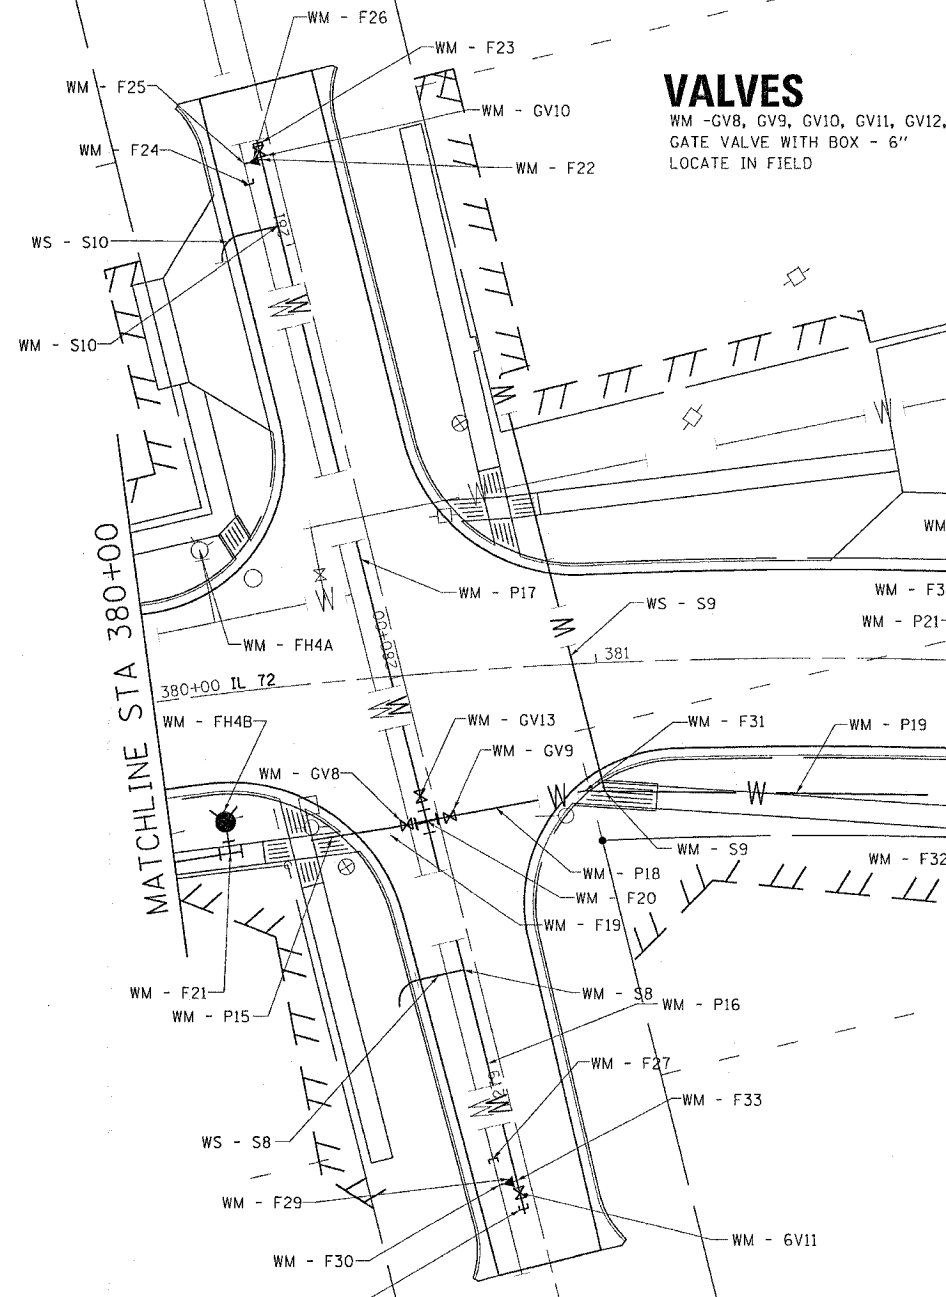 WM - F26
WM - F23
WM - F25
VALVES
WM - GV10
WM -GV8, GV9, GV10, GV11, GV12,
GATE VALVE WITH BOX - 6"
WM - F24
LOCATE IN FIELD
WM - F22
WS - S10
WM - S10
W
W
W
W
WM
W
WM - P17
WM - F3
W
WS - S9
WM - P21
W
WM - FH4A
381
380+00 IL 72
MATCHLINE STA 380+00
W
WM - FH4B
WM - GV13
WM - F31
WM - P19
WM - GV9
WM - GV8
W
W
WM - S9
WM - F32
WM - P18
WM - F20
WM - F19
WM - F21
WM - S8
WM - P16
WM - P15
WM - F27
W
WM - F33
WS - S8
WM - F29
WM - 6V11
WM - F30